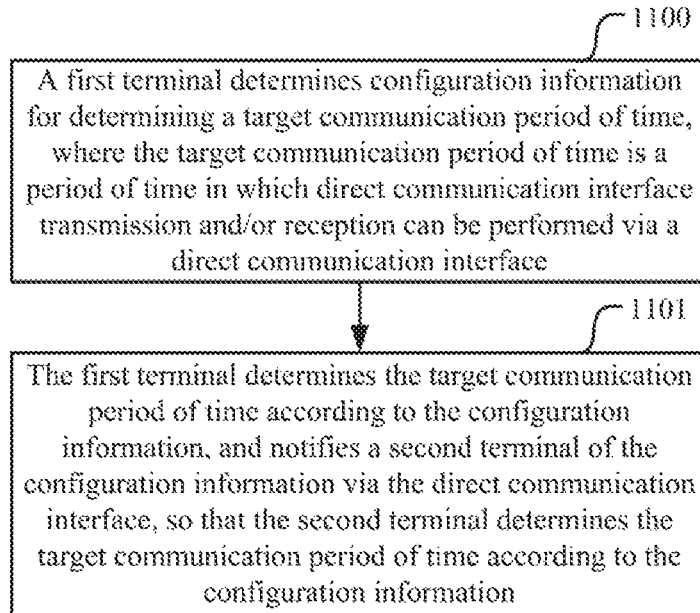 1100
A first terminal determines configuration information
for determining a target communication period of time,
where the target communication period of time is a
period of time in which direct communication interface
transmission and/or reception can be performed via a
direct communication interface
1101
The first terminal determines the target communication
period of time according to the configuration
information, and notifies a second terminal of the
configuration information via the direct communication
interface, so that the second terminal determines the
target communication period of time according to the
configuration information